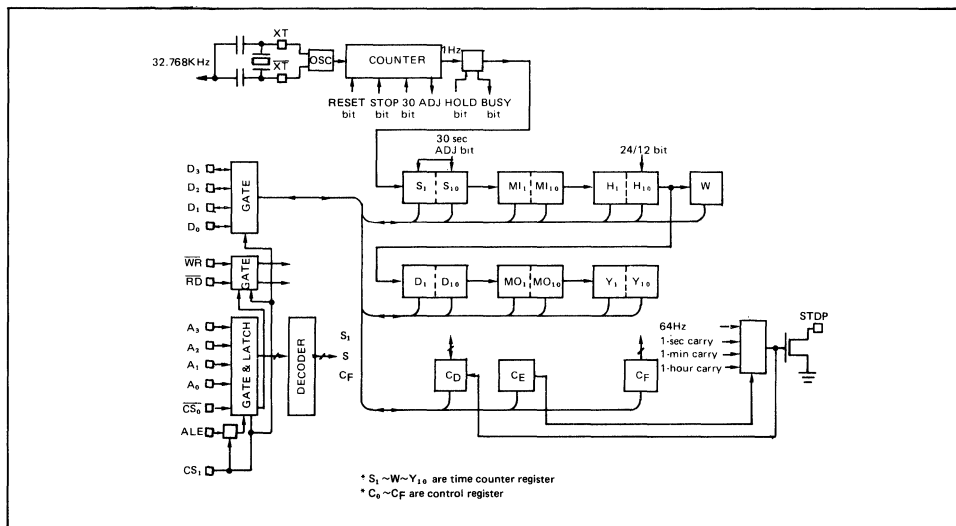 XT
32.768KHz
XT
OSC
COUNTER
1Hz
RESET bit
STOP bit
30 bit
ADJ
HOLD bit
BUSY bit
30 sec
ADJ bit
24/12 bit
S1 S10
MI1 MI10
H1 H10
W
D3
D2
D1
D0
GATE
WR
RD
GATE
D1 D10
MO1 MO10
Y1 Y10
A3
A2
A1
A0
CS0
GATE & LATCH
DECODER
S1
S
CF
ALE
CS1
CD
CE
CF
64Hz
1-sec carry
1-min carry
1-hour carry
STDP
* S1 ~W~Y10 are time counter register
* C0 ~CF are control register